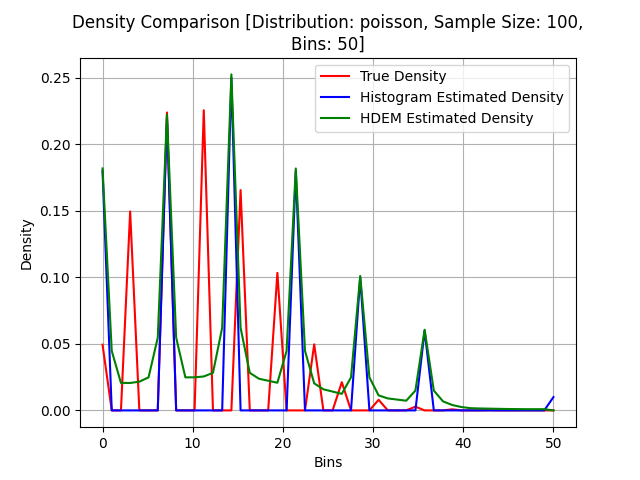 Density Comparison [Distribution: poisson, Sample Size: 100,
Bins: 50]
True Density
Histogram Estimated Density
HDEM Estimated Density
Density
0.25
0.20
0.15
0.10
0.05
0.00
0 10 20 30 40 50
Bins